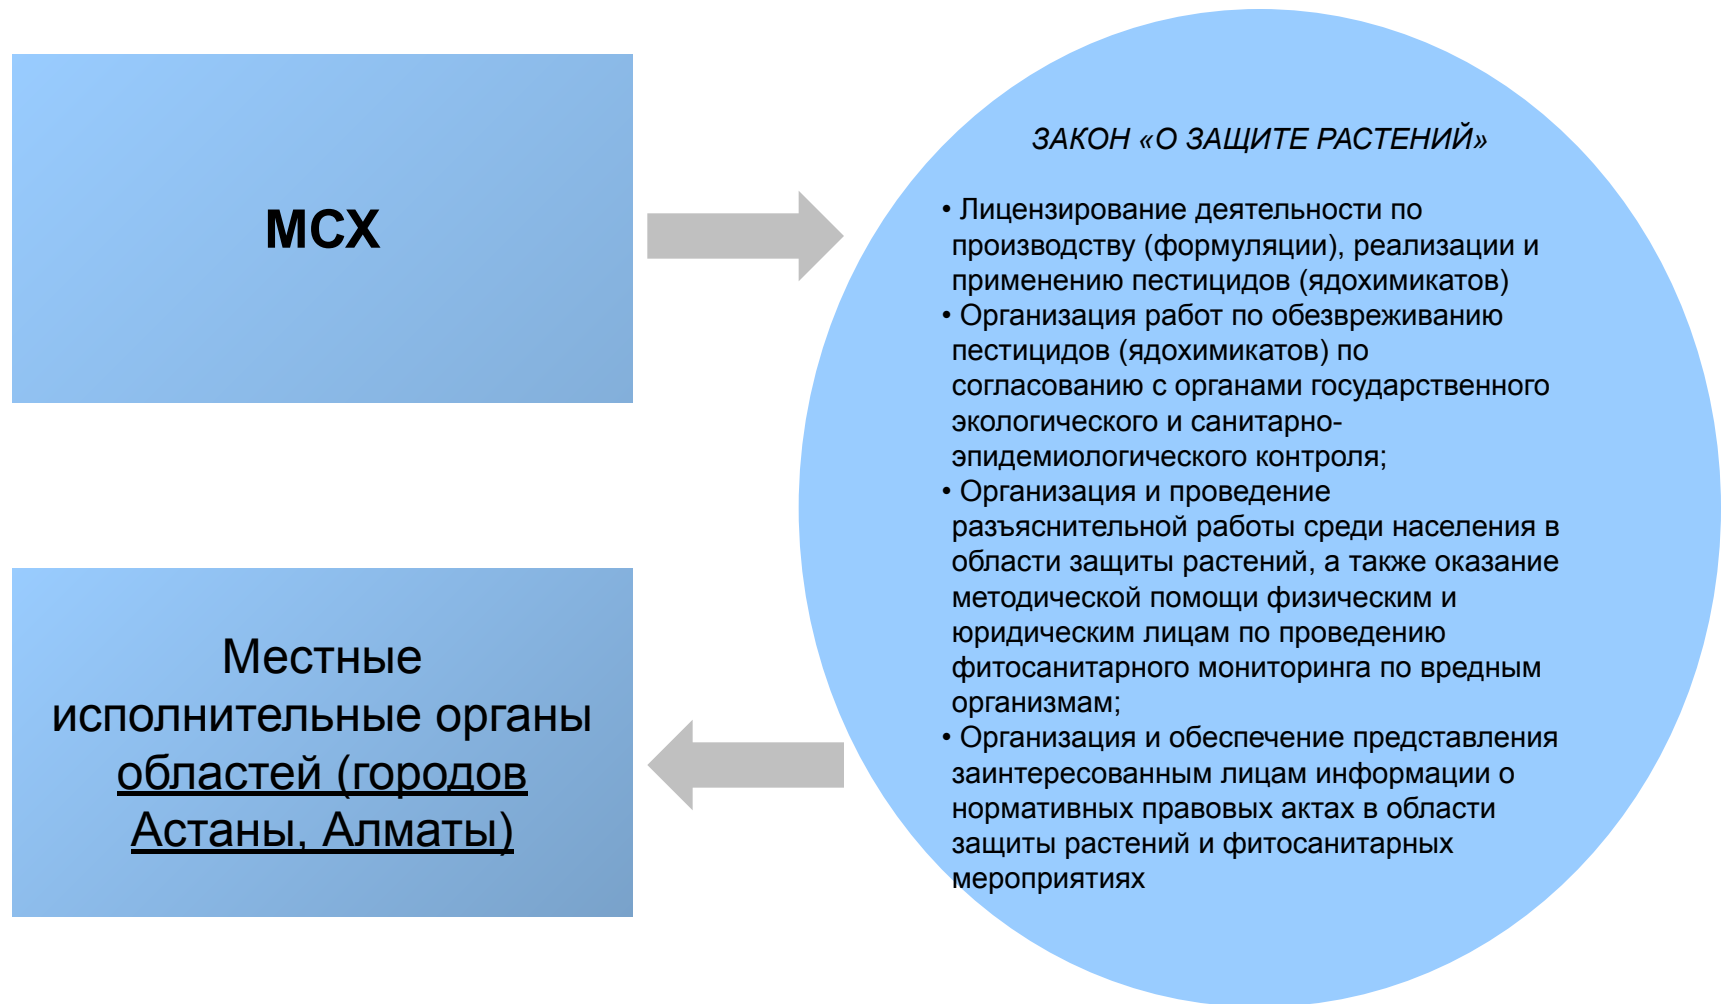 МСХ
ЗАКОН «О ЗАЩИТЕ РАСТЕНИЙ»
• Лицензирование деятельности по
производству (формуляции), реализации и
применению пестицидов (ядохимикатов)
• Организация работ по обезвреживанию
пестицидов (ядохимикатов) по
согласованию с органами государственного
экологического и санитарно-
эпидемиологического контроля;
• Организация и проведение
разъяснительной работы среди населения в
области защиты растений, а также оказание
методической помощи физическим и
юридическим лицам по проведению
фитосанитарного мониторинга по вредным
организмам;
• Организация и обеспечение представления
заинтересованным лицам информации о
нормативных правовых актах в области
защиты растений и фитосанитарных
мероприятиях
Местные
исполнительные органы
областей (городов
Астаны, Алматы)